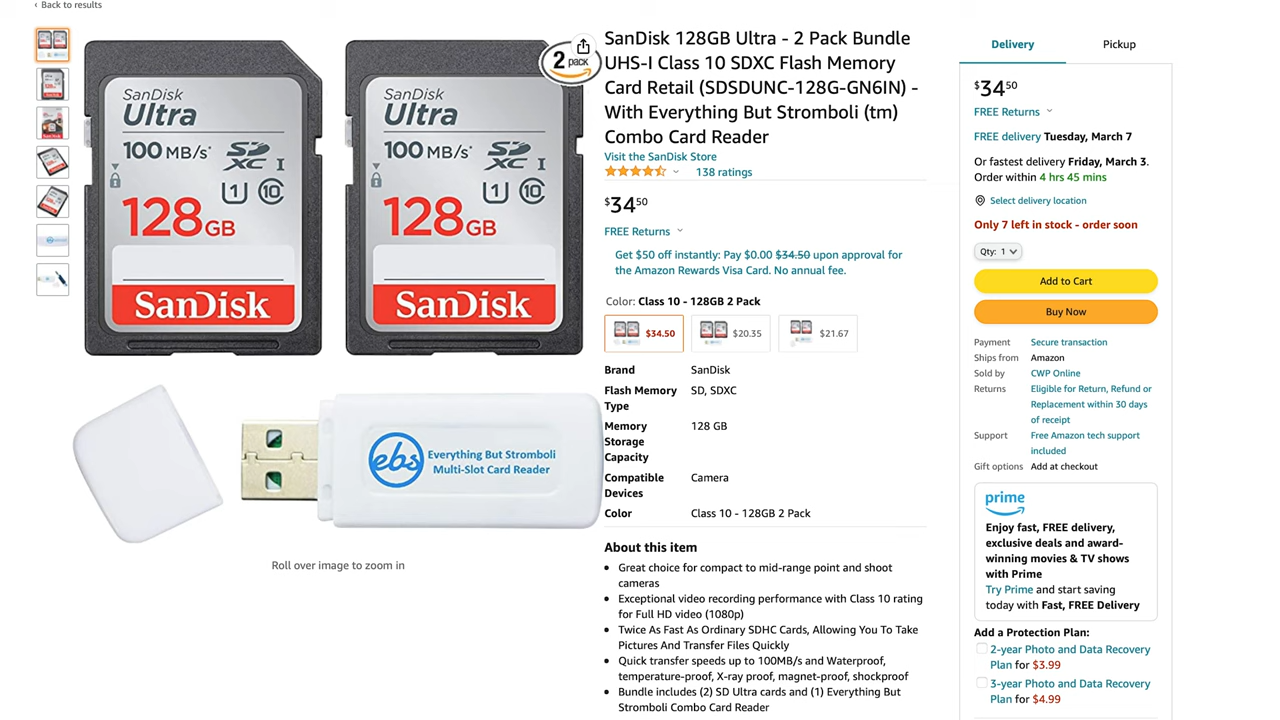 ‹ Back to results
SanDisk
Ultra
100 MB/s*
SD XC I
U1 10
128GB
SanDisk
SanDisk
Ultra
100 MB/s*
SD XC I
U1 10
128GB
SanDisk
2 pack
ebs
Everything But Stromboli
Multi-Slot Card Reader
Roll over image to zoom in
SanDisk 128GB Ultra - 2 Pack Bundle
UHS-I Class 10 SDXC Flash Memory
Card Retail (SDSDUNC-128G-GN6IN) -
With Everything But Stromboli (tm)
Combo Card Reader
Visit the SanDisk Store
138 ratings
$34.50
FREE Returns
Get $50 off instantly: Pay $0.00 $34.50 upon approval for
the Amazon Rewards Visa Card. No annual fee.
Color: Class 10 - 128GB 2 Pack
$34.50 $20.35 $21.67
Brand SanDisk
Flash Memory SD, SDXC
Type
Memory 128 GB
Storage
Capacity
Compatible Camera
Devices
Color Class 10 - 128GB 2 Pack
About this item
• Great choice for compact to mid-range point and shoot
cameras
• Exceptional video recording performance with Class 10 rating
for Full HD video (1080p)
• Twice As Fast As Ordinary SDHC Cards, Allowing You To Take
Pictures And Transfer Files Quickly
• Quick transfer speeds up to 100MB/s and Waterproof,
temperature-proof, X-ray proof, magnet-proof, shockproof
• Bundle includes (2) SD Ultra cards and (1) Everything But
Stromboli Combo Card Reader
Delivery Pickup
$34.50
FREE Returns
FREE delivery Tuesday, March 7
Or fastest delivery Friday, March 3.
Order within 4 hrs 45 mins
Select delivery location
Only 7 left in stock - order soon
Qty: 1
Add to Cart
Buy Now
Payment Secure transaction
Ships from Amazon
Sold by CWP Online
Returns Eligible for Return, Refund or
Replacement within 30 days
of receipt
Support Free Amazon tech support
included
Gift options Add at checkout
prime
Enjoy fast, FREE delivery,
exclusive deals and award-
winning movies & TV shows
with Prime
Try Prime and start saving
today with Fast, FREE Delivery
Add a Protection Plan:
2-year Photo and Data Recovery
Plan for $3.99
3-year Photo and Data Recovery
Plan for $4.99